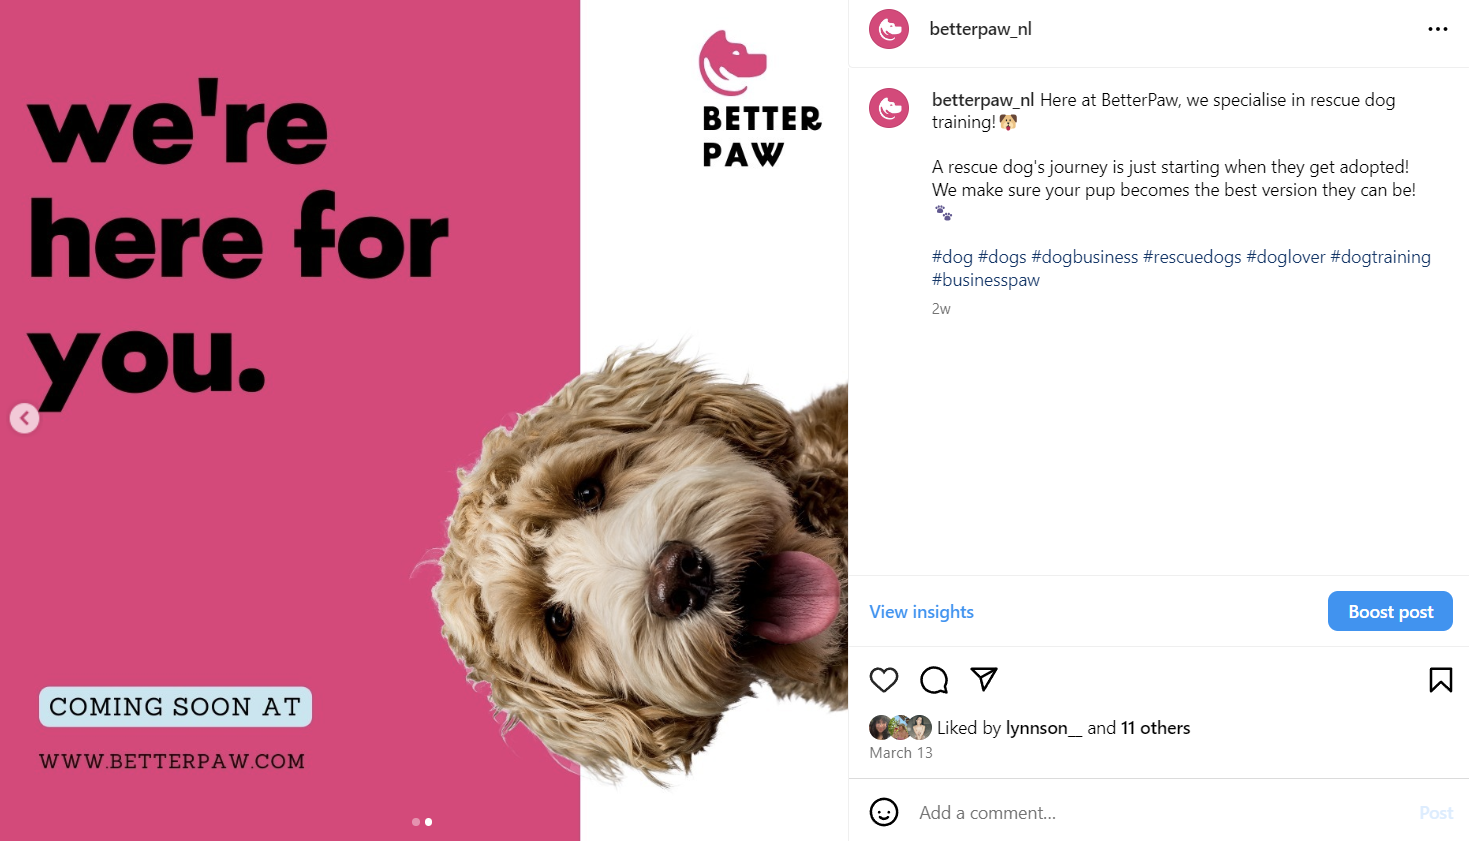 we're
here for
you.
BETTER
PAW
COMING SOON AT
WWW.BETTERPAW.COM
betterpaw_nl
betterpaw_nl Here at BetterPaw, we specialise in rescue dog
training!🐶
A rescue dog's journey is just starting when they get adopted!
We make sure your pup becomes the best version they can be!
🐾
#dog #dogs #dogbusiness #rescuedogs #doglover #dogtraining
#businesspaw
2w
View insights
Boost post
Liked by lynnson__ and 11 others
March 13
Add a comment...
Post